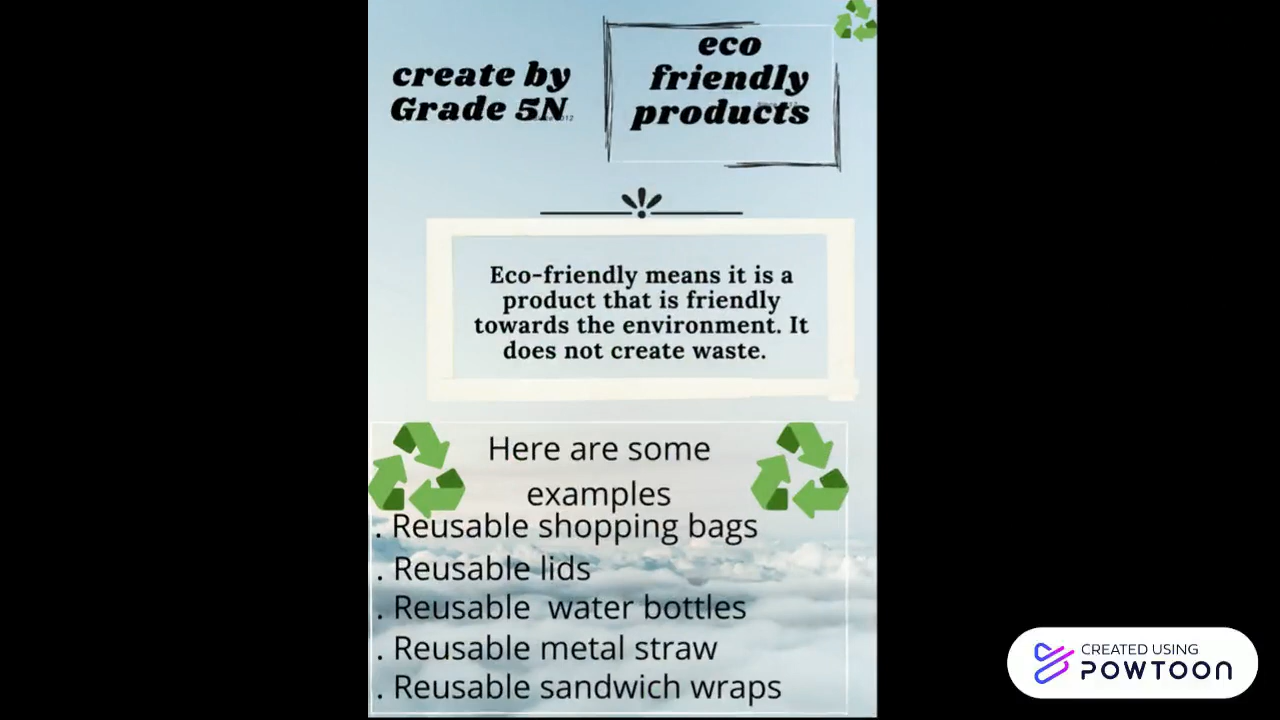 create by
Grade 5N
eco
friendly
products
Eco-friendly means it is a
product that is friendly
towards the environment. It
does not create waste.
Here are some
examples
. Reusable shopping bags
. Reusable lids
. Reusable  water bottles
. Reusable metal straw
. Reusable sandwich wraps
CREATED USING
POWTOON